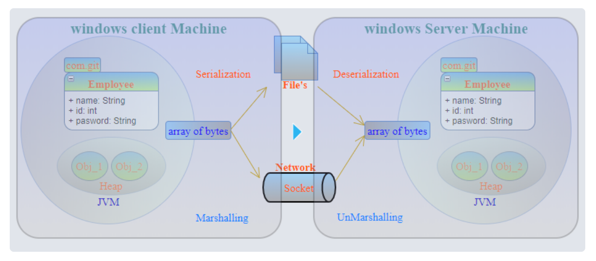 windows client Machine
com.git
Employee
+ name: String
+ id: int
+ pasword: String
Obj_1
Obj_2
Heap
JVM
array of bytes
Serialization
File's
Deserialization
Network
Socket
Marshalling
UnMarshalling
windows Server Machine
com.git
Employee
+ name: String
+ id: int
+ pasword: String
array of bytes
Obj_1
Obj_2
Heap
JVM